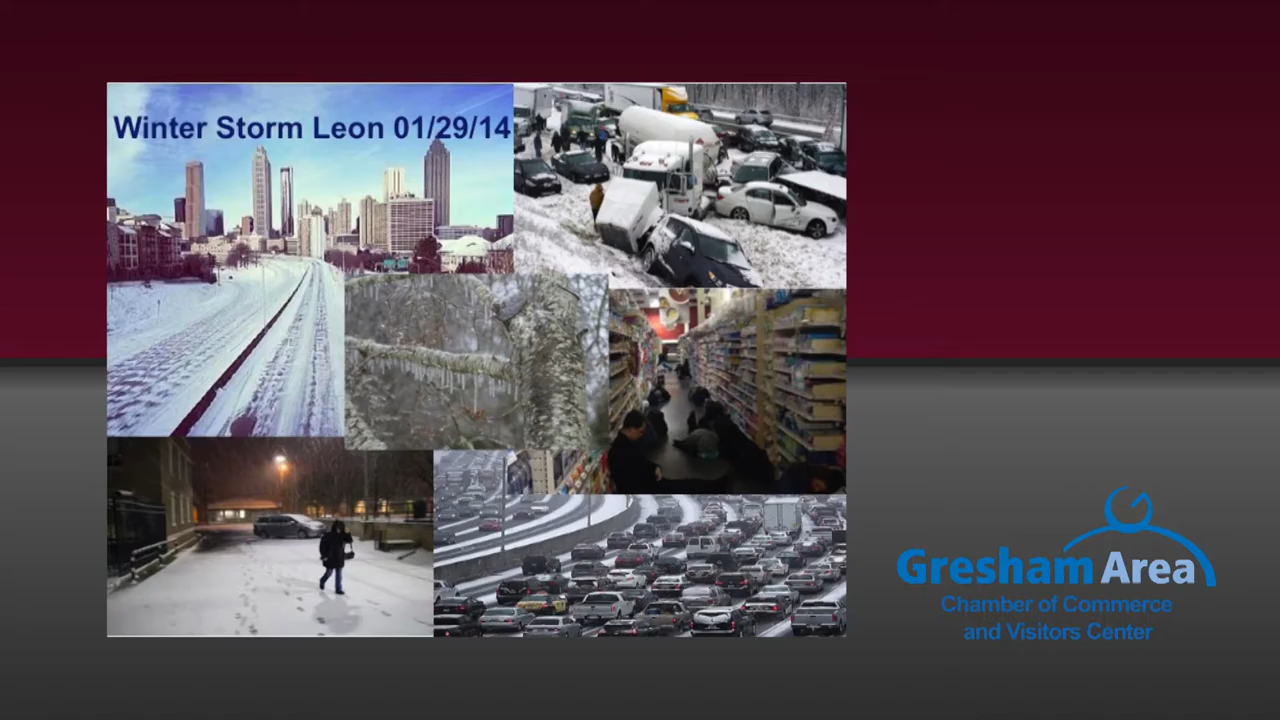 Winter Storm Leon 01/29/14
Gresham Area
Chamber of Commerce
and Visitors Center